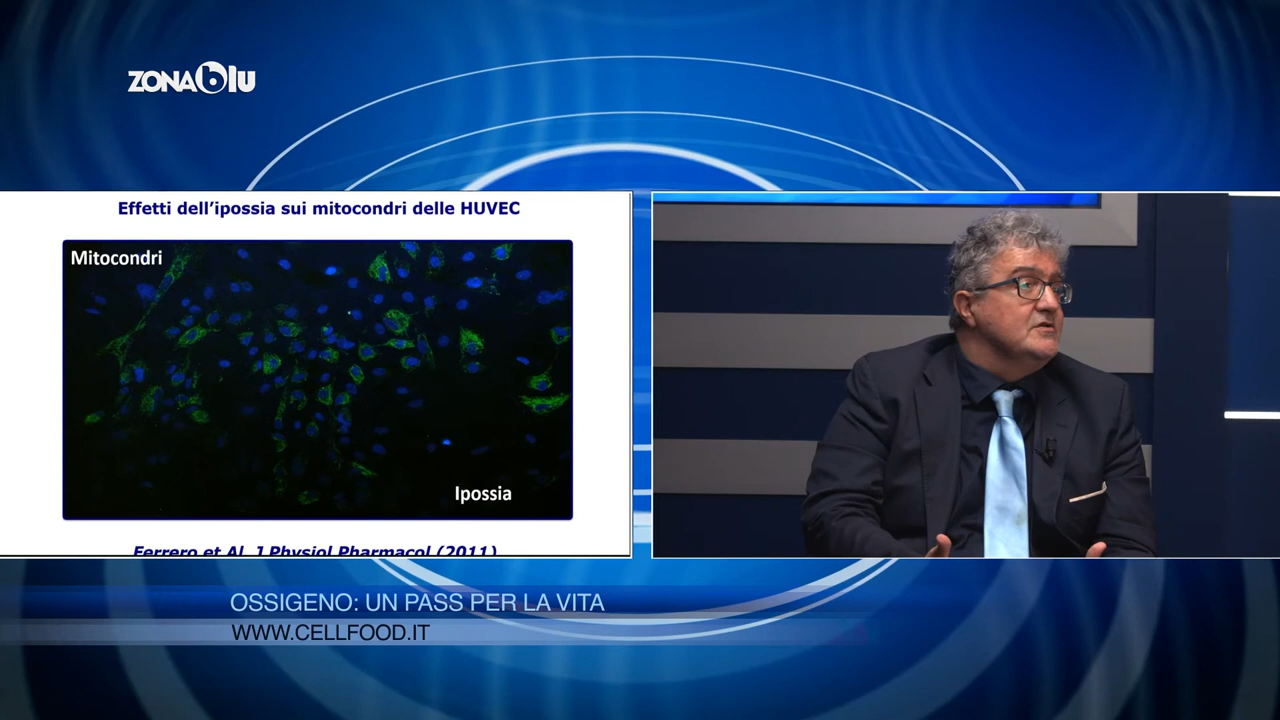 ZONAblu
Effetti dell’ipossia sui mitocondri delle HUVEC
Mitocondri
Ipossia
Ferrero et Al. J Physiol Pharmacol (2011)
OSSIGENO: UN PASS PER LA VITA
WWW.CELLFOOD.IT